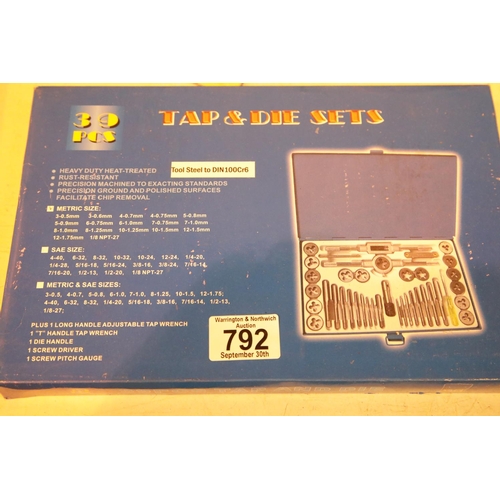 39
PCS
TAP & DIE SETS
HEAVY DUTY HEAT-TREATED
RUST-RESISTANT
PRECISION MACHINED TO EXACTING STANDARDS
PRECISION GROUND AND POLISHED SURFACES
FACILITATE CHIP REMOVAL
Tool Steel to DIN100Cr6
METRIC SIZE:
3-0.5mm 3-0.6mm 4-0.7mm 4-0.75mm 5-0.8mm
5-0.9mm 6-0.75mm 6-1.0mm 7-0.75mm 7-1.0mm
8-1.0mm 8-1.25mm 10-1.25mm 10-1.5mm 12-1.5mm
12-1.75mm 1/8 NPT-27
SAE SIZE:
4-40, 6-32, 8-32, 10-32, 10-24, 12-24, 1/4-20,
1/4-28, 5/16-18, 5/16-24, 3/8-16, 3/8-24, 7/16-14,
7/16-20, 1/2-13, 1/2-20, 1/8 NPT-27
METRIC & SAE SIZES:
3-0.5, 4-0.7, 5-0.8, 6-1.0, 7-1.0, 8-1.25, 10-1.5, 12-1.75;
4-40, 6-32, 8-32, 1/4-20, 5/16-18, 3/8-16, 7/16-14, 1/2-13,
1/8-27;
PLUS 1 LONG HANDLE ADJUSTABLE TAP WRENCH
1 "T" HANDLE TAP WRENCH
1 DIE HANDLE
1 SCREW DRIVER
1 SCREW PITCH GAUGE
Warrington & Northwich
Auction
792
September 30th